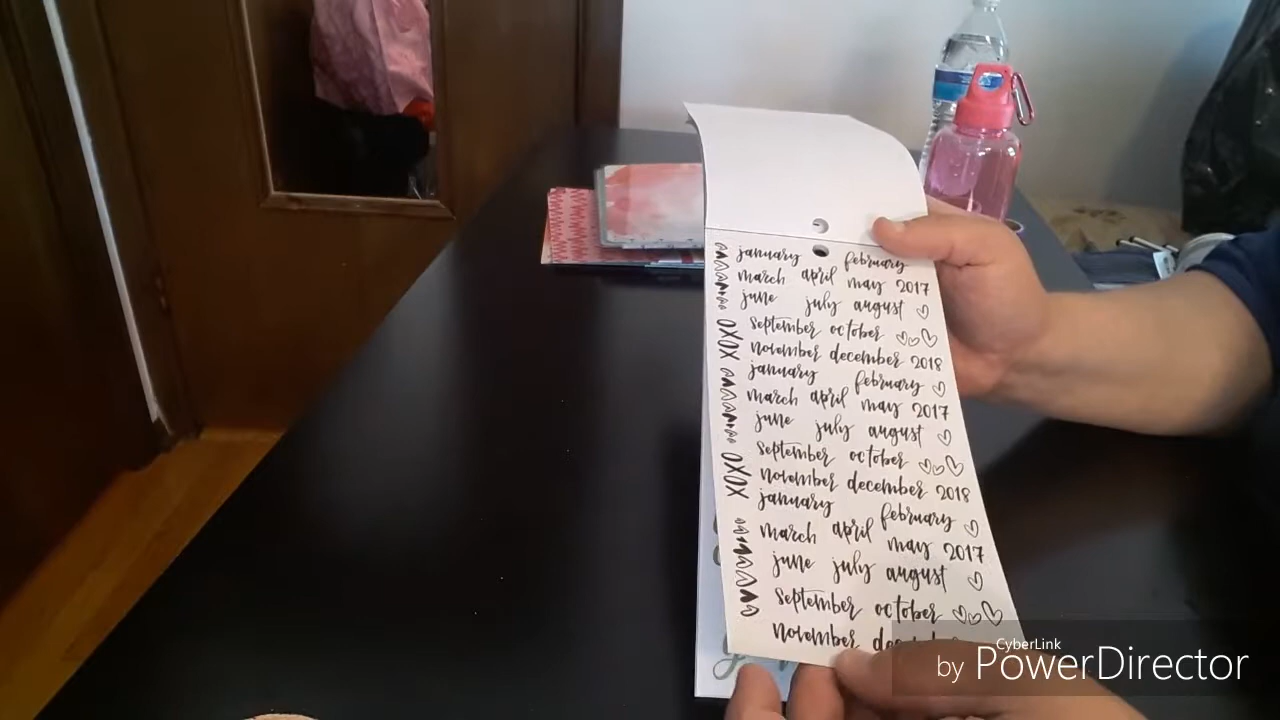 january february
march april may 2017
june july august
september october
november december 2018
january february
march april may 2017
june july august
september october
november december 2018
january february
march april may 2017
june july august
september october
november
OXOX
OXOX
CyberLink
by PowerDirector